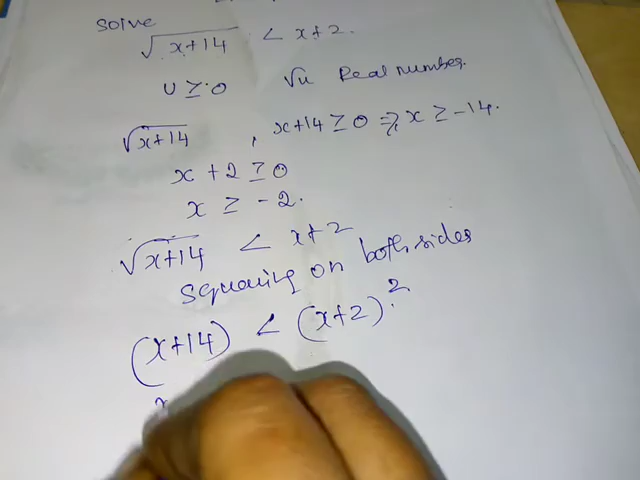 solve
√x+14 < x+2.
u ≥ 0 √u Real number.
√x+14 , x+14 ≥ 0 ⇒ x ≥ -14.
x + 2 ≥ 0
x ≥ -2.
√x+14 < x+2
squaring on both sides
(x+14) < (x+2)².
x